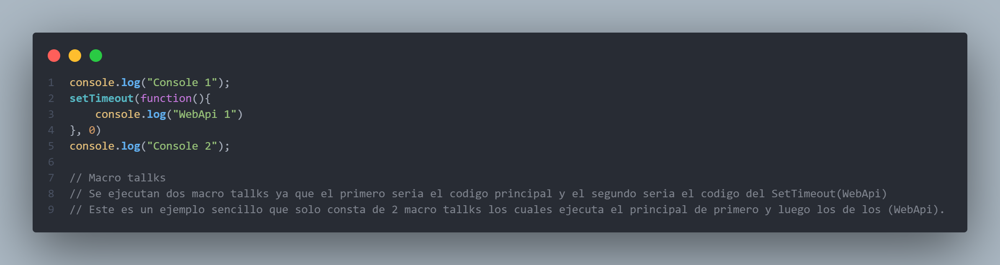 1 console.log("Console 1");
2 setTimeout(function(){
3     console.log("WebApi 1")
4 }, 0)
5 console.log("Console 2");
6
7 // Macro tallks
8 // Se ejecutan dos macro tallks ya que el primero seria el codigo principal y el segundo seria el codigo del SetTimeout(WebApi)
9 // Este es un ejemplo sencillo que solo consta de 2 macro tallks los cuales ejecuta el principal de primero y luego los de los (WebApi).